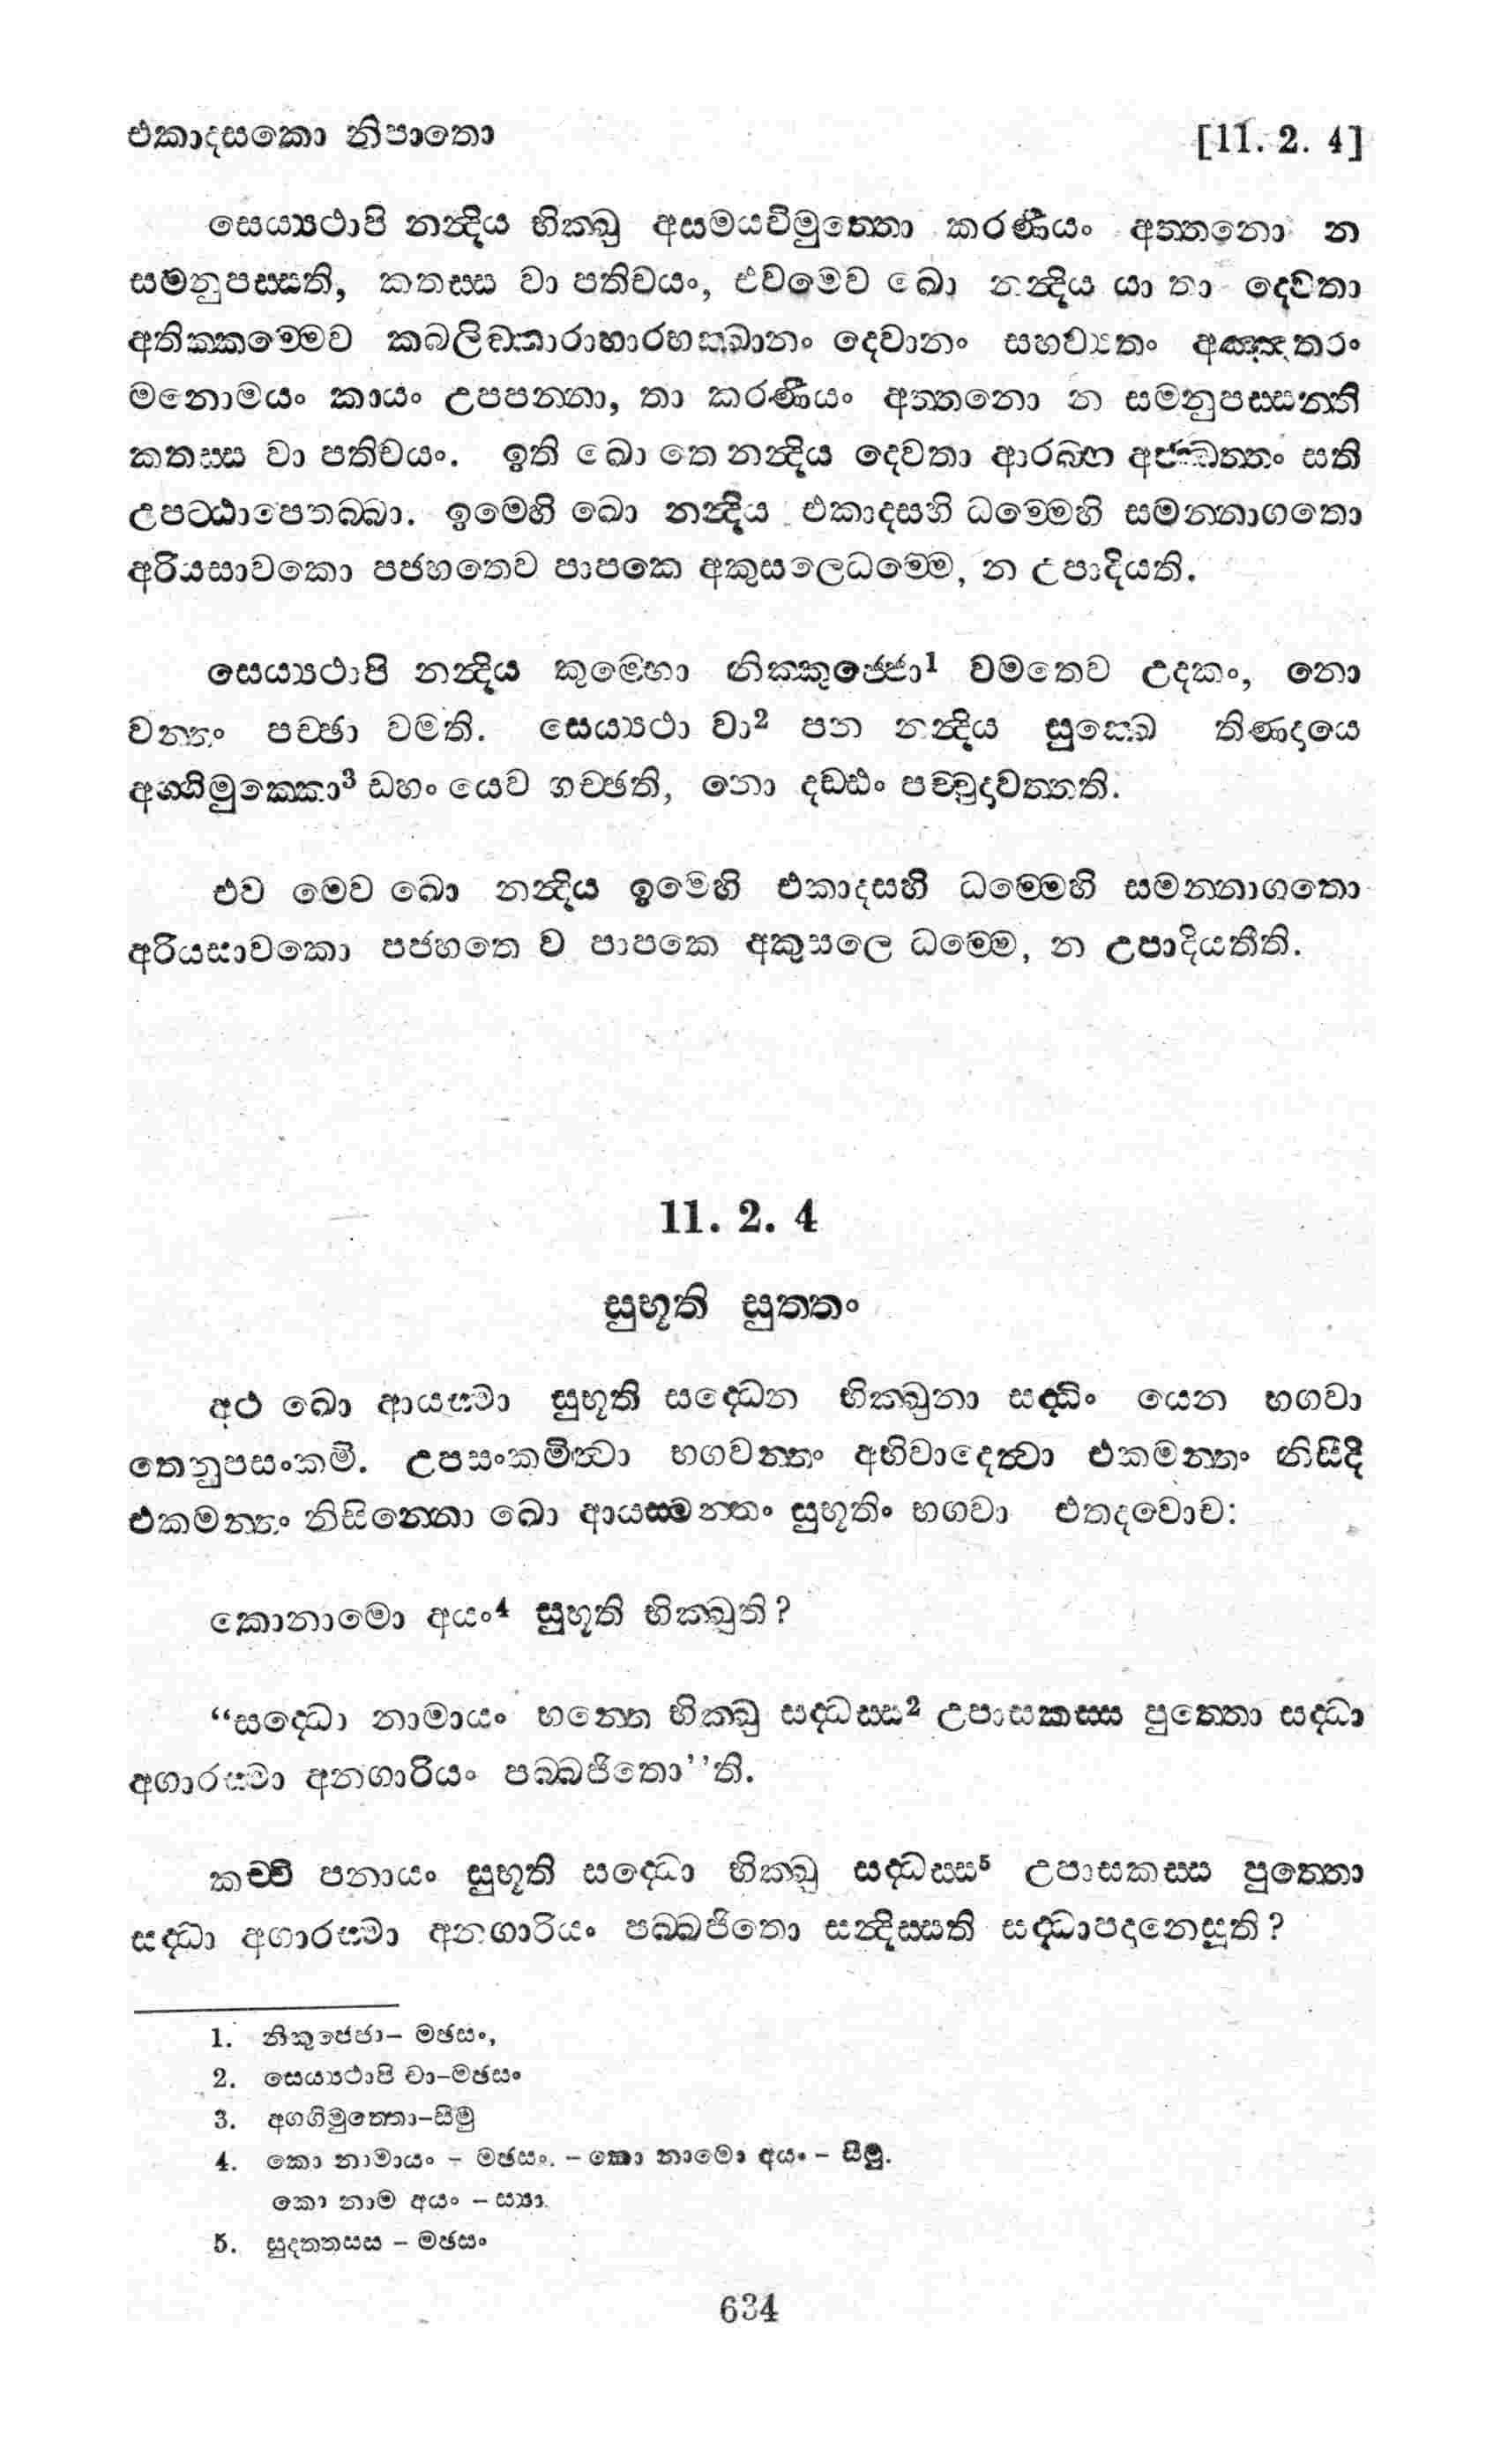 එකාදසකො නිපාතො [11. 2. 4]
සෙය්‍යථාපි නන්‍දිය භික්‍ඛු අසමයවිමුත්‍තො කරණීයං අත්‍තනො න
සමනුපස්‍සති, කතස්‍ස වා පතිචයං, එවමෙව ඛො නන්‍දිය යා තා දෙවතා
අතික්‍කම්‍මෙව කබලිඞ්‍කාරාහාරභක්‍ඛානං දෙවානං සහව්‍යතං අඤ්‍ඤතරං
මනොමයං කායං උපපන්‍නා, තා කරණීයං අත්‍තනො න සමනුපස්‍සන්‍ති
කතස්‍ස වා පතිචයං. ඉති ඛො තෙ නන්‍දිය දෙවතා ආරබ්‍භ අජ්ඣත්‍තං සති
උපට්‍ඨාපෙතබ්‍බා. ඉමෙහි ඛො නන්‍දිය එකාදසහි ධම්‍මෙහි සමන්‍නාගතො
අරියසාවකො පජහතෙව පාපකෙ අකුසලෙධම්‍මෙ, න උපාදියති.
සෙය්‍යථාපි නන්‍දිය කුම්‍භො නික්‍කුජ්‍ජො1 වමතෙව උදකං, නො
වන්‍තං පච්ඡා වමති. සෙය්‍යථා වා2 පන නන්‍දිය සුක්‍ඛෙ තිණදායෙ
අග්‍ගිමුක්‍කො3 ඩහං යෙව ගච්ඡති, නො දඩ්ඪං පච්චුදාවත්‍තති.
එව මෙව ඛො නන්‍දිය ඉමෙහි එකාදසහි ධම්‍මෙහි සමන්‍නාගතො
අරියසාවකො පජහතෙ ව පාපකෙ අකුසලෙ ධම්‍මෙ, න උපාදියතීති.
11. 2. 4
සුභූති සුත්‍තං
අථ ඛො ආයස්‍මා සුභූති සද්‍ධෙන භික්‍ඛුනා සද්‍ධිං යෙන භගවා
තෙනුපසංකමි. උපසංකමිත්‍වා භගවන්‍තං අභිවාදෙත්‍වා එකමන්‍තං නිසීදි
එකමන්‍තං නිසින්‍නො ඛො ආයස්‍මන්‍තං සුභූතිං භගවා එතදවොච:
කොනාමො අයං4 සුභූති භික්‍ඛුති?
“සද්‍ධො නාමායං භන්‍තෙ භික්‍ඛු සද්‍ධස්‍ස2 උපාසකස්‍ස පුත්‍තො සද්‍ධා
අගාරස්‍මා අනගාරියං පබ්‍බජිතො’’ති.
කච්චි පනායං සුභූති සද්‍ධො භික්‍ඛු සද්‍ධස්‍ස5 උපාසකස්‍ස පුත්‍තො
සද්‍ධා අගාරස්‍මා අනගාරියං පබ්‍බජිතො සන්‍දිස්‍සති සද්‍ධාපදානෙසූති?
1. නිකුජ්‍ජො– මඡසං,
2. සෙය්‍යථාපි වා–මඡසං
3. අග්‍ගිමුත්‍තො–සීමු
4. කො නාමායං – මඡසං. – කො නාමො අයං – සීමු.
කො නාම අයං – ස්‍යා.
5. සුදත්‍තස්‍ස – මඡසං
634